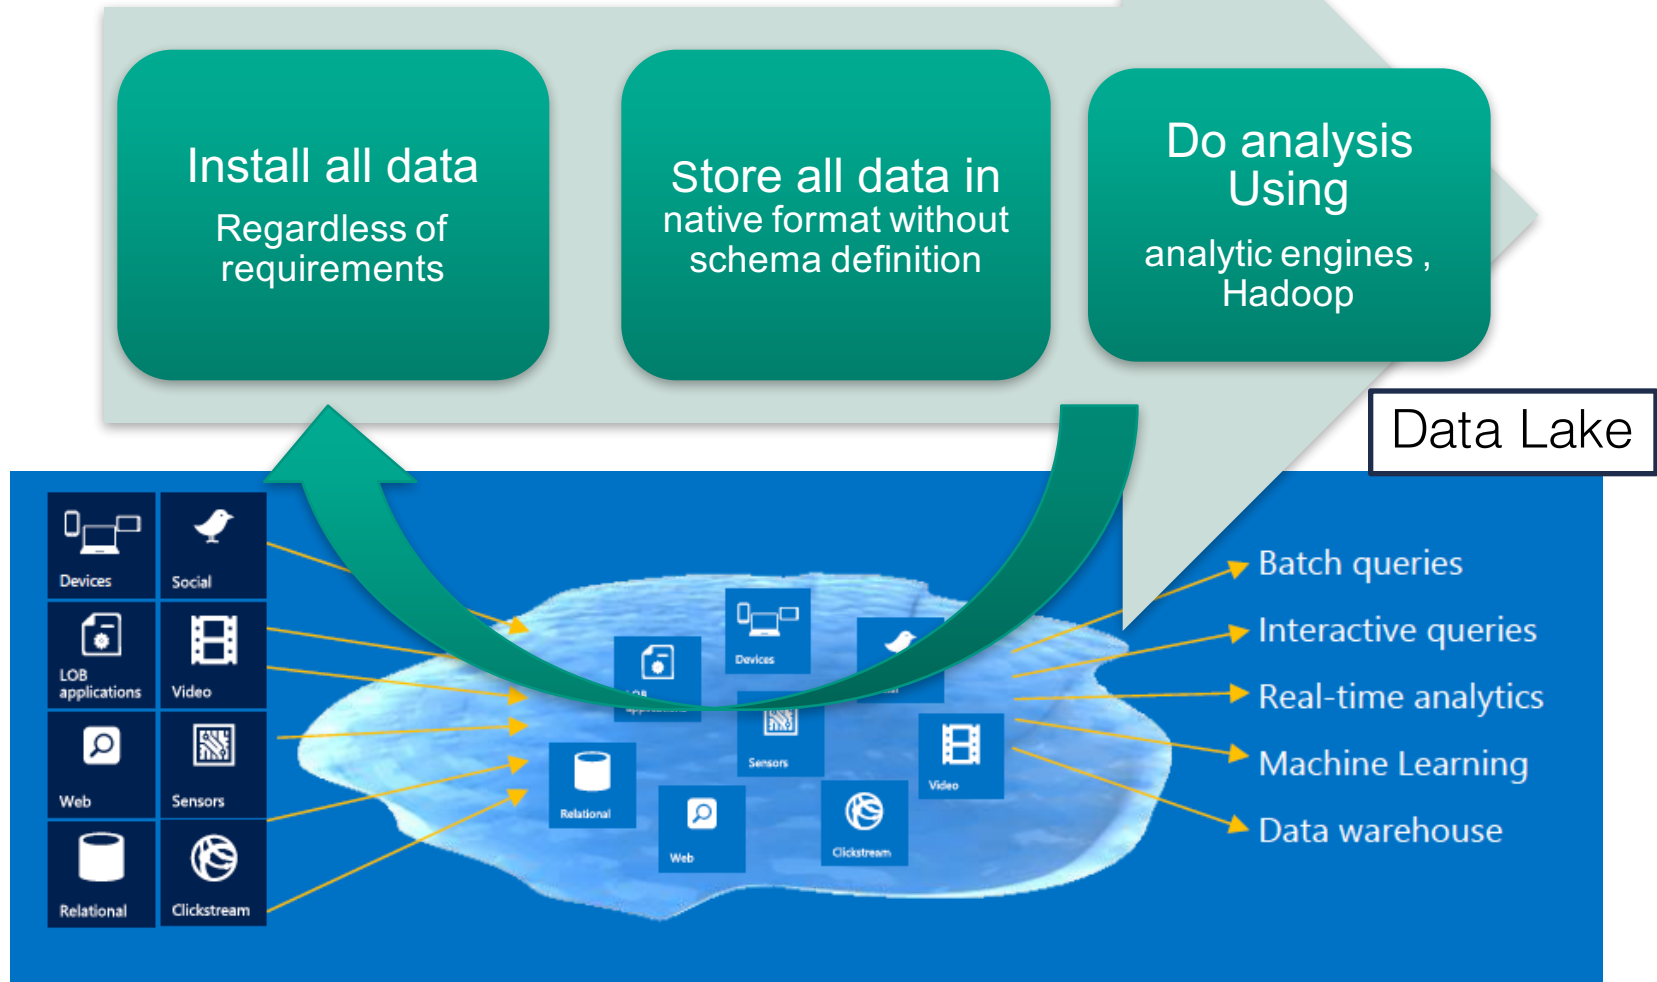 Install all data
Regardless of
requirements
Store all data in
native format without
schema definition
Do analysis
Using
analytic engines ,
Hadoop
Data Lake
Devices
Social
LOB
applications
Video
Web
Sensors
Relational
Clickstream
Devices
Sensors
Relational
Video
Web
Clickstream
Batch queries
Interactive queries
Real-time analytics
Machine Learning
Data warehouse